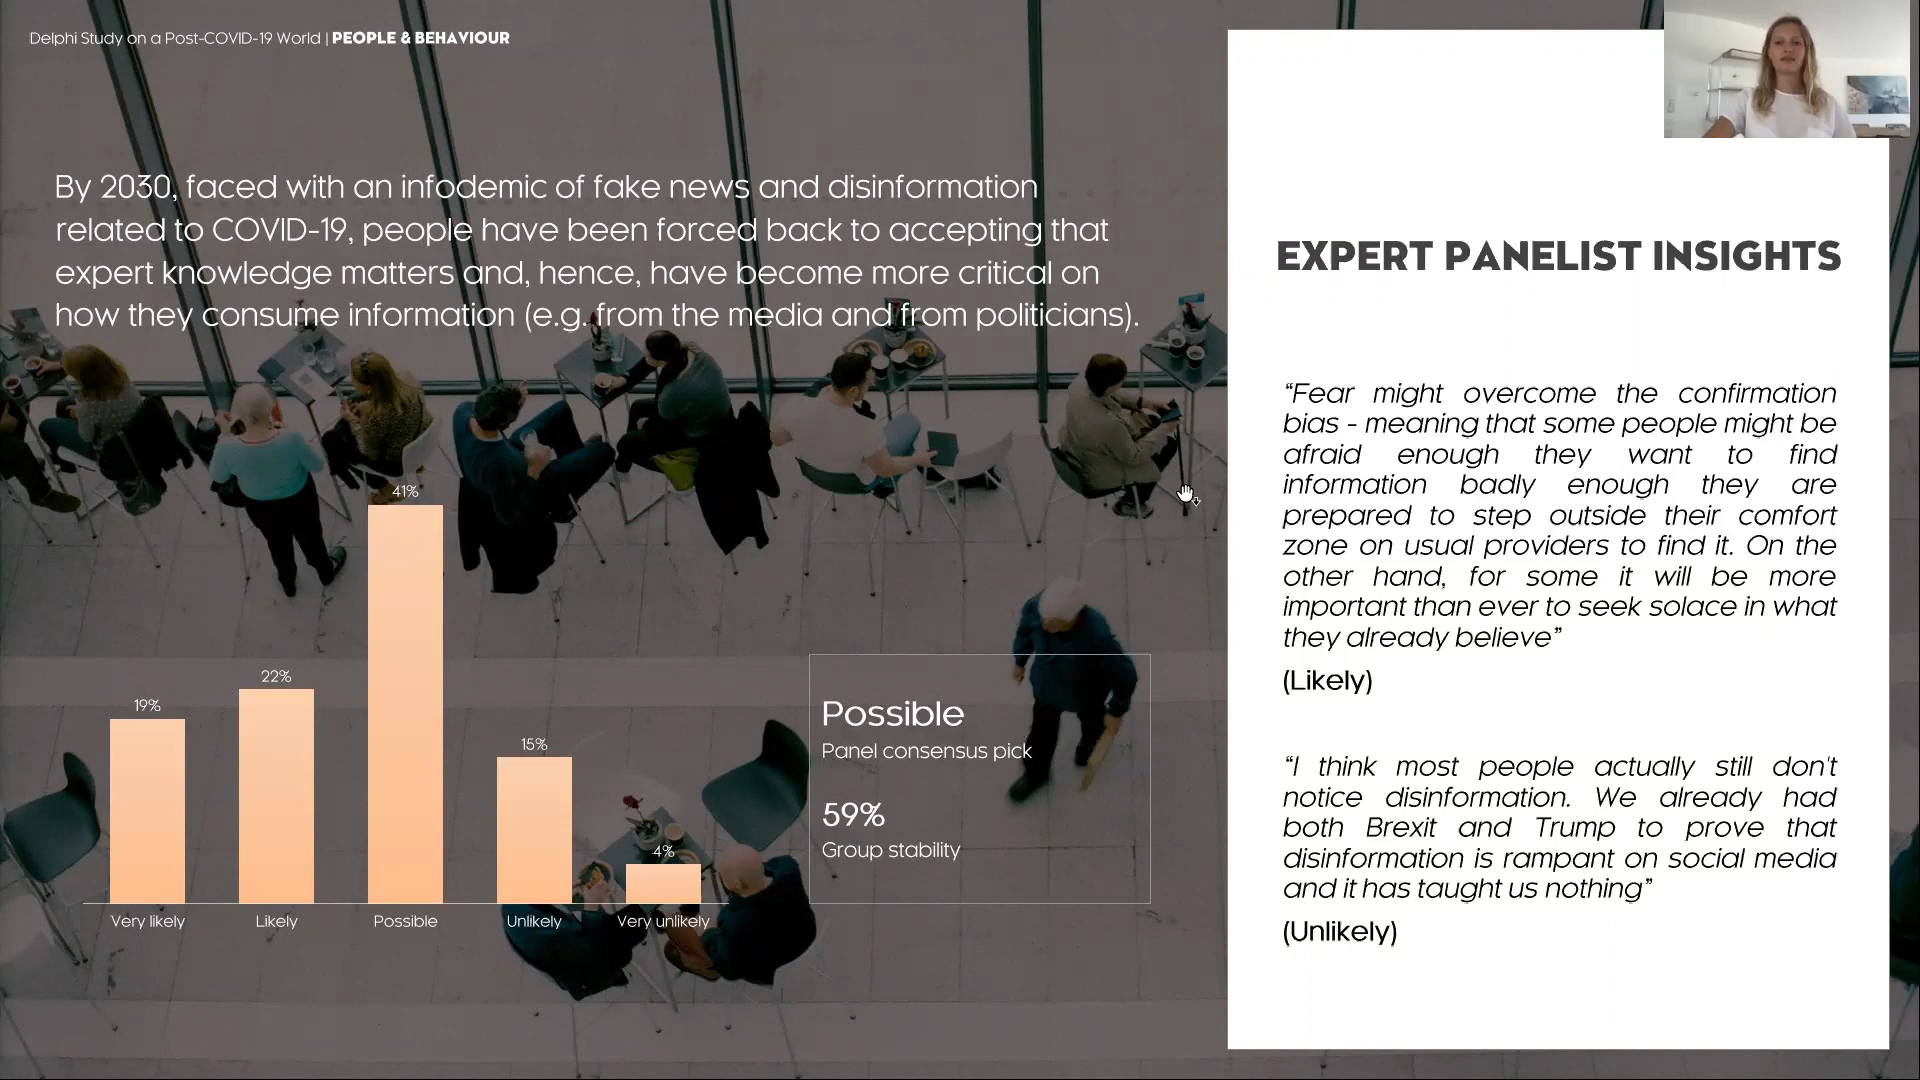 Delphi Study on a Post-COVID-19 World | PEOPLE & BEHAVIOUR
By 2030, faced with an infodemic of fake news and disinformation
related to COVID-19, people have been forced back to accepting that
expert knowledge matters and, hence, have become more critical on
how they consume information (e.g. from the media and from politicians).
41%
22%
19%
15%
4%
Very likely
Likely
Possible
Unlikely
Very unlikely
Possible
Panel consensus pick
59%
Group stability
EXPERT PANELIST INSIGHTS
“Fear might overcome the confirmation
bias - meaning that some people might be
afraid enough they want to find
information badly enough they are
prepared to step outside their comfort
zone on usual providers to find it. On the
other hand, for some it will be more
important than ever to seek solace in what
they already believe”
(Likely)
“I think most people actually still don't
notice disinformation. We already had
both Brexit and Trump to prove that
disinformation is rampant on social media
and it has taught us nothing”
(Unlikely)